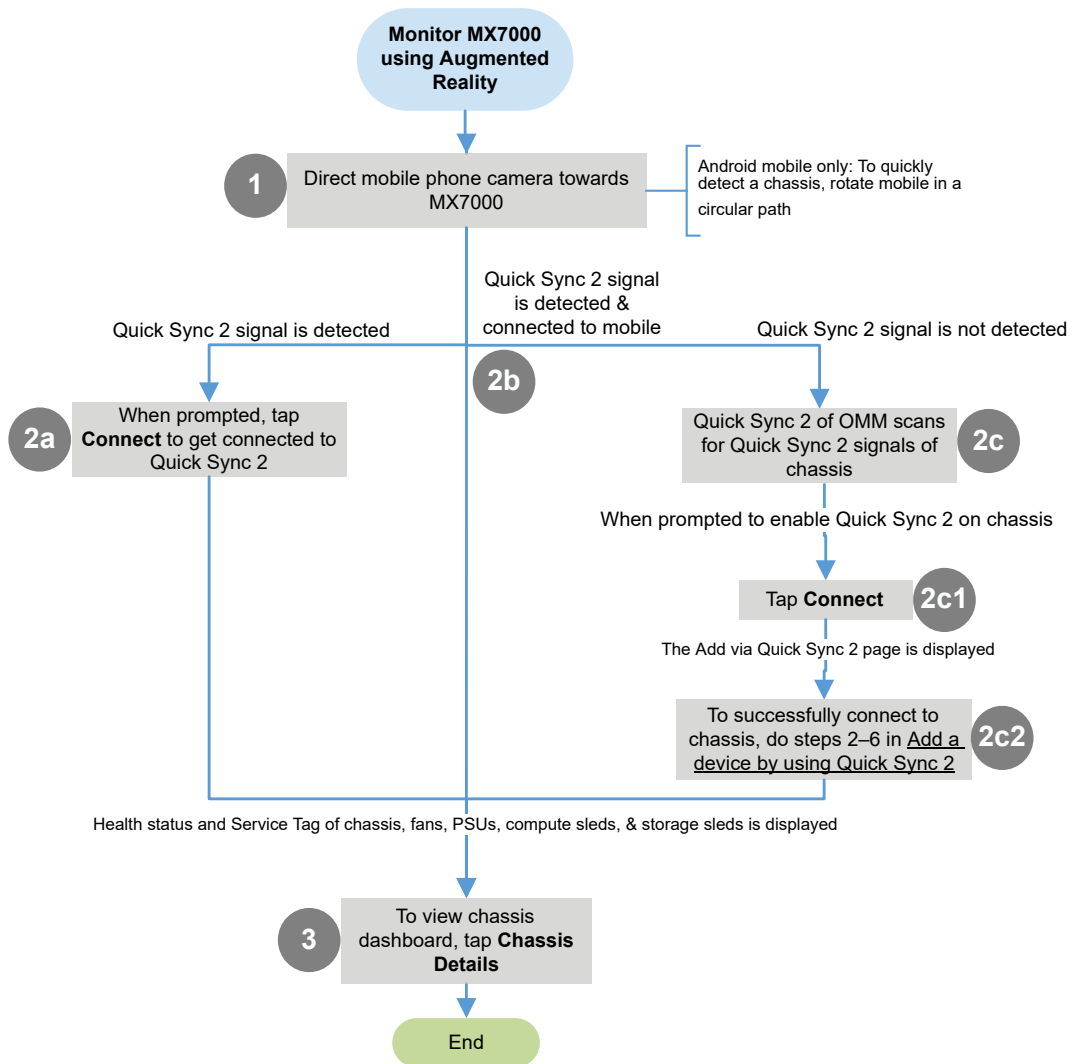 Monitor MX7000
using Augmented
Reality
1
Direct mobile phone camera towards
MX7000
Android mobile only: To quickly
detect a chassis, rotate mobile in a
circular path
Quick Sync 2 signal
is detected &
connected to mobile
Quick Sync 2 signal is detected
Quick Sync 2 signal is not detected
2b
2a
When prompted, tap
Connect to get connected to
Quick Sync 2
Quick Sync 2 of OMM scans
for Quick Sync 2 signals of
chassis
2c
When prompted to enable Quick Sync 2 on chassis
Tap Connect
2c1
The Add via Quick Sync 2 page is displayed
To successfully connect to
chassis, do steps 2–6 in Add a
device by using Quick Sync 2
2c2
Health status and Service Tag of chassis, fans, PSUs, compute sleds, & storage sleds is displayed
3
To view chassis
dashboard, tap Chassis
Details
End